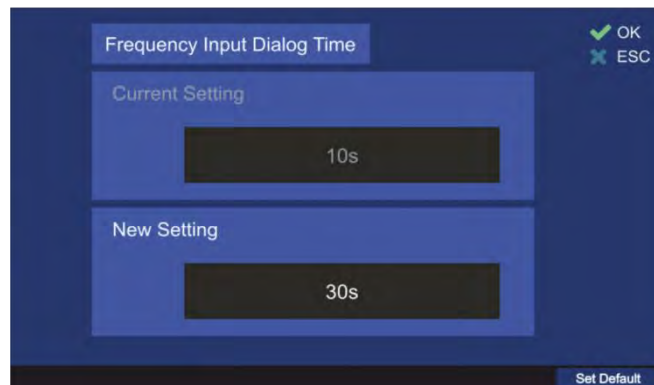 Frequency Input Dialog Time
OK
ESC
Current Setting
10s
New Setting
30s
Set Default